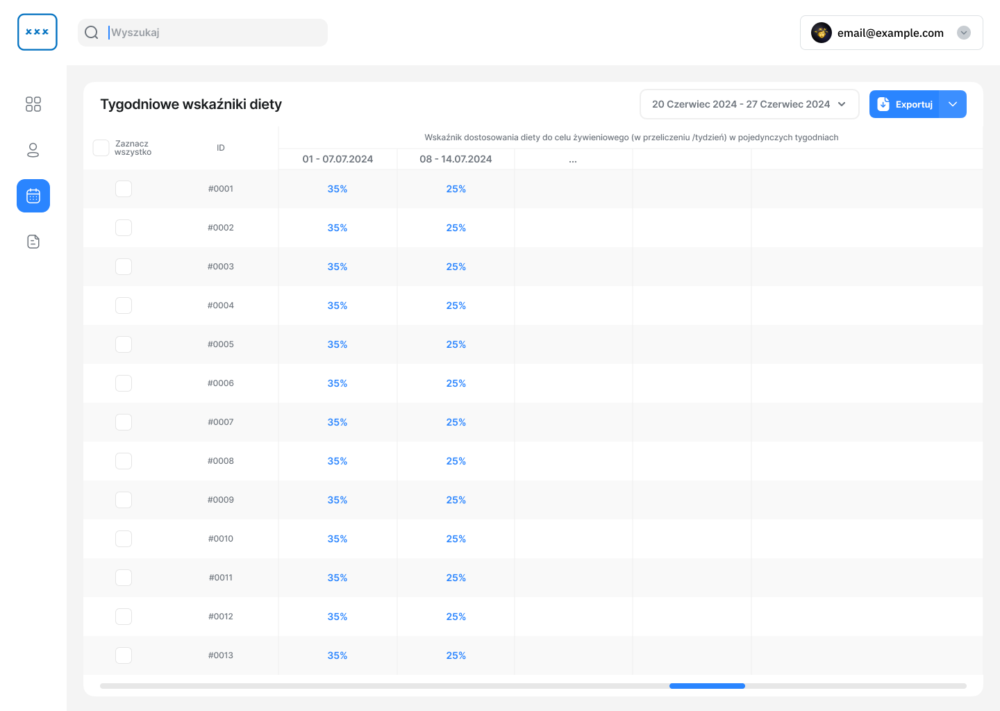 ×××
Wyszukaj
email@example.com
Tygodniowe wskaźniki diety
20 Czerwiec 2024 - 27 Czerwiec 2024
Exportuj
Zaznacz
wszystko
ID
Wskaźnik dostosowania diety do celu żywieniowego (w przeliczeniu /tydzień) w pojedynczych tygodniach
01 - 07.07.2024 08 - 14.07.2024 ...
#0001 35% 25%
#0002 35% 25%
#0003 35% 25%
#0004 35% 25%
#0005 35% 25%
#0006 35% 25%
#0007 35% 25%
#0008 35% 25%
#0009 35% 25%
#0010 35% 25%
#0011 35% 25%
#0012 35% 25%
#0013 35% 25%